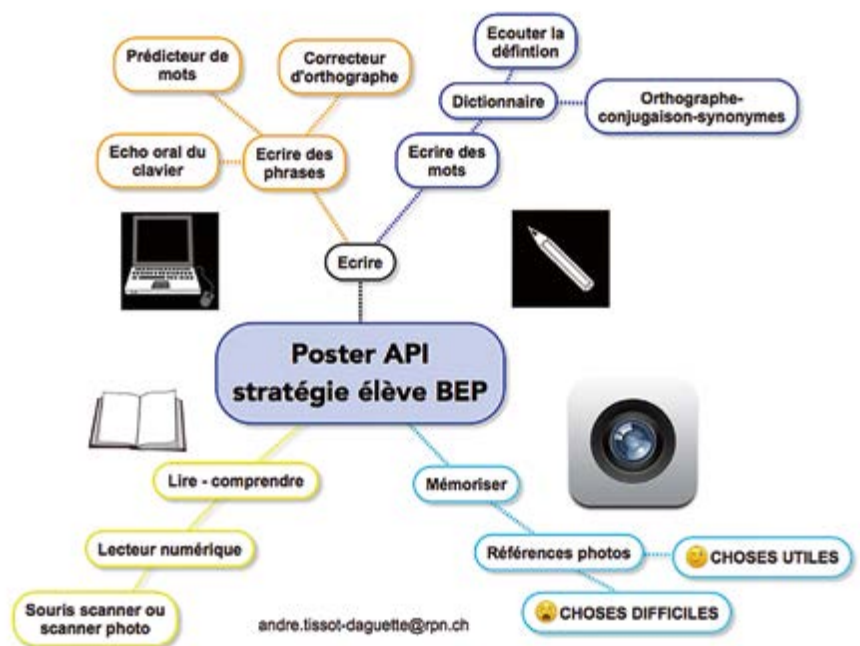 Ecouter la
défintion
Prédicteur de
mots
Correcteur
d'orthographe
Dictionnaire
Orthographe-
conjugaison-synonymes
Echo oral du
clavier
Ecrire des
phrases
Ecrire des
mots
Ecrire
Poster API
stratégie élève BEP
Lire - comprendre
Mémoriser
Lecteur numérique
Références photos
CHOSES UTILES
Souris scanner ou
scanner photo
CHOSES DIFFICILES
andre.tissot-daguette@rpn.ch